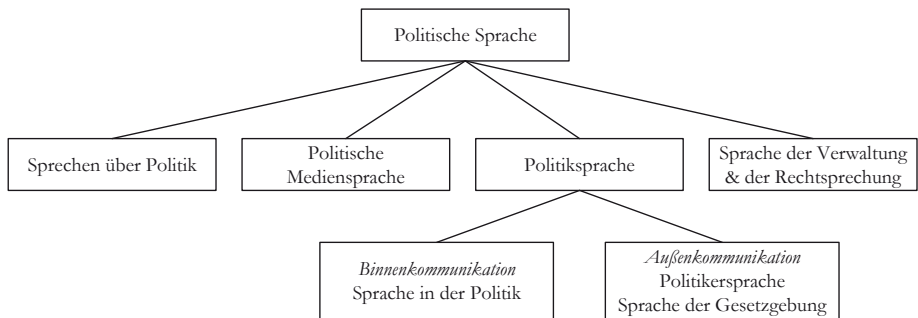 Politische Sprache
Sprechen über Politik
Politische
Mediensprache
Politiksprache
Sprache der Verwaltung
& der Rechtsprechung
Binnenkommunikation
Sprache in der Politik
Außenkommunikation
Politikersprache
Sprache der Gesetzgebung